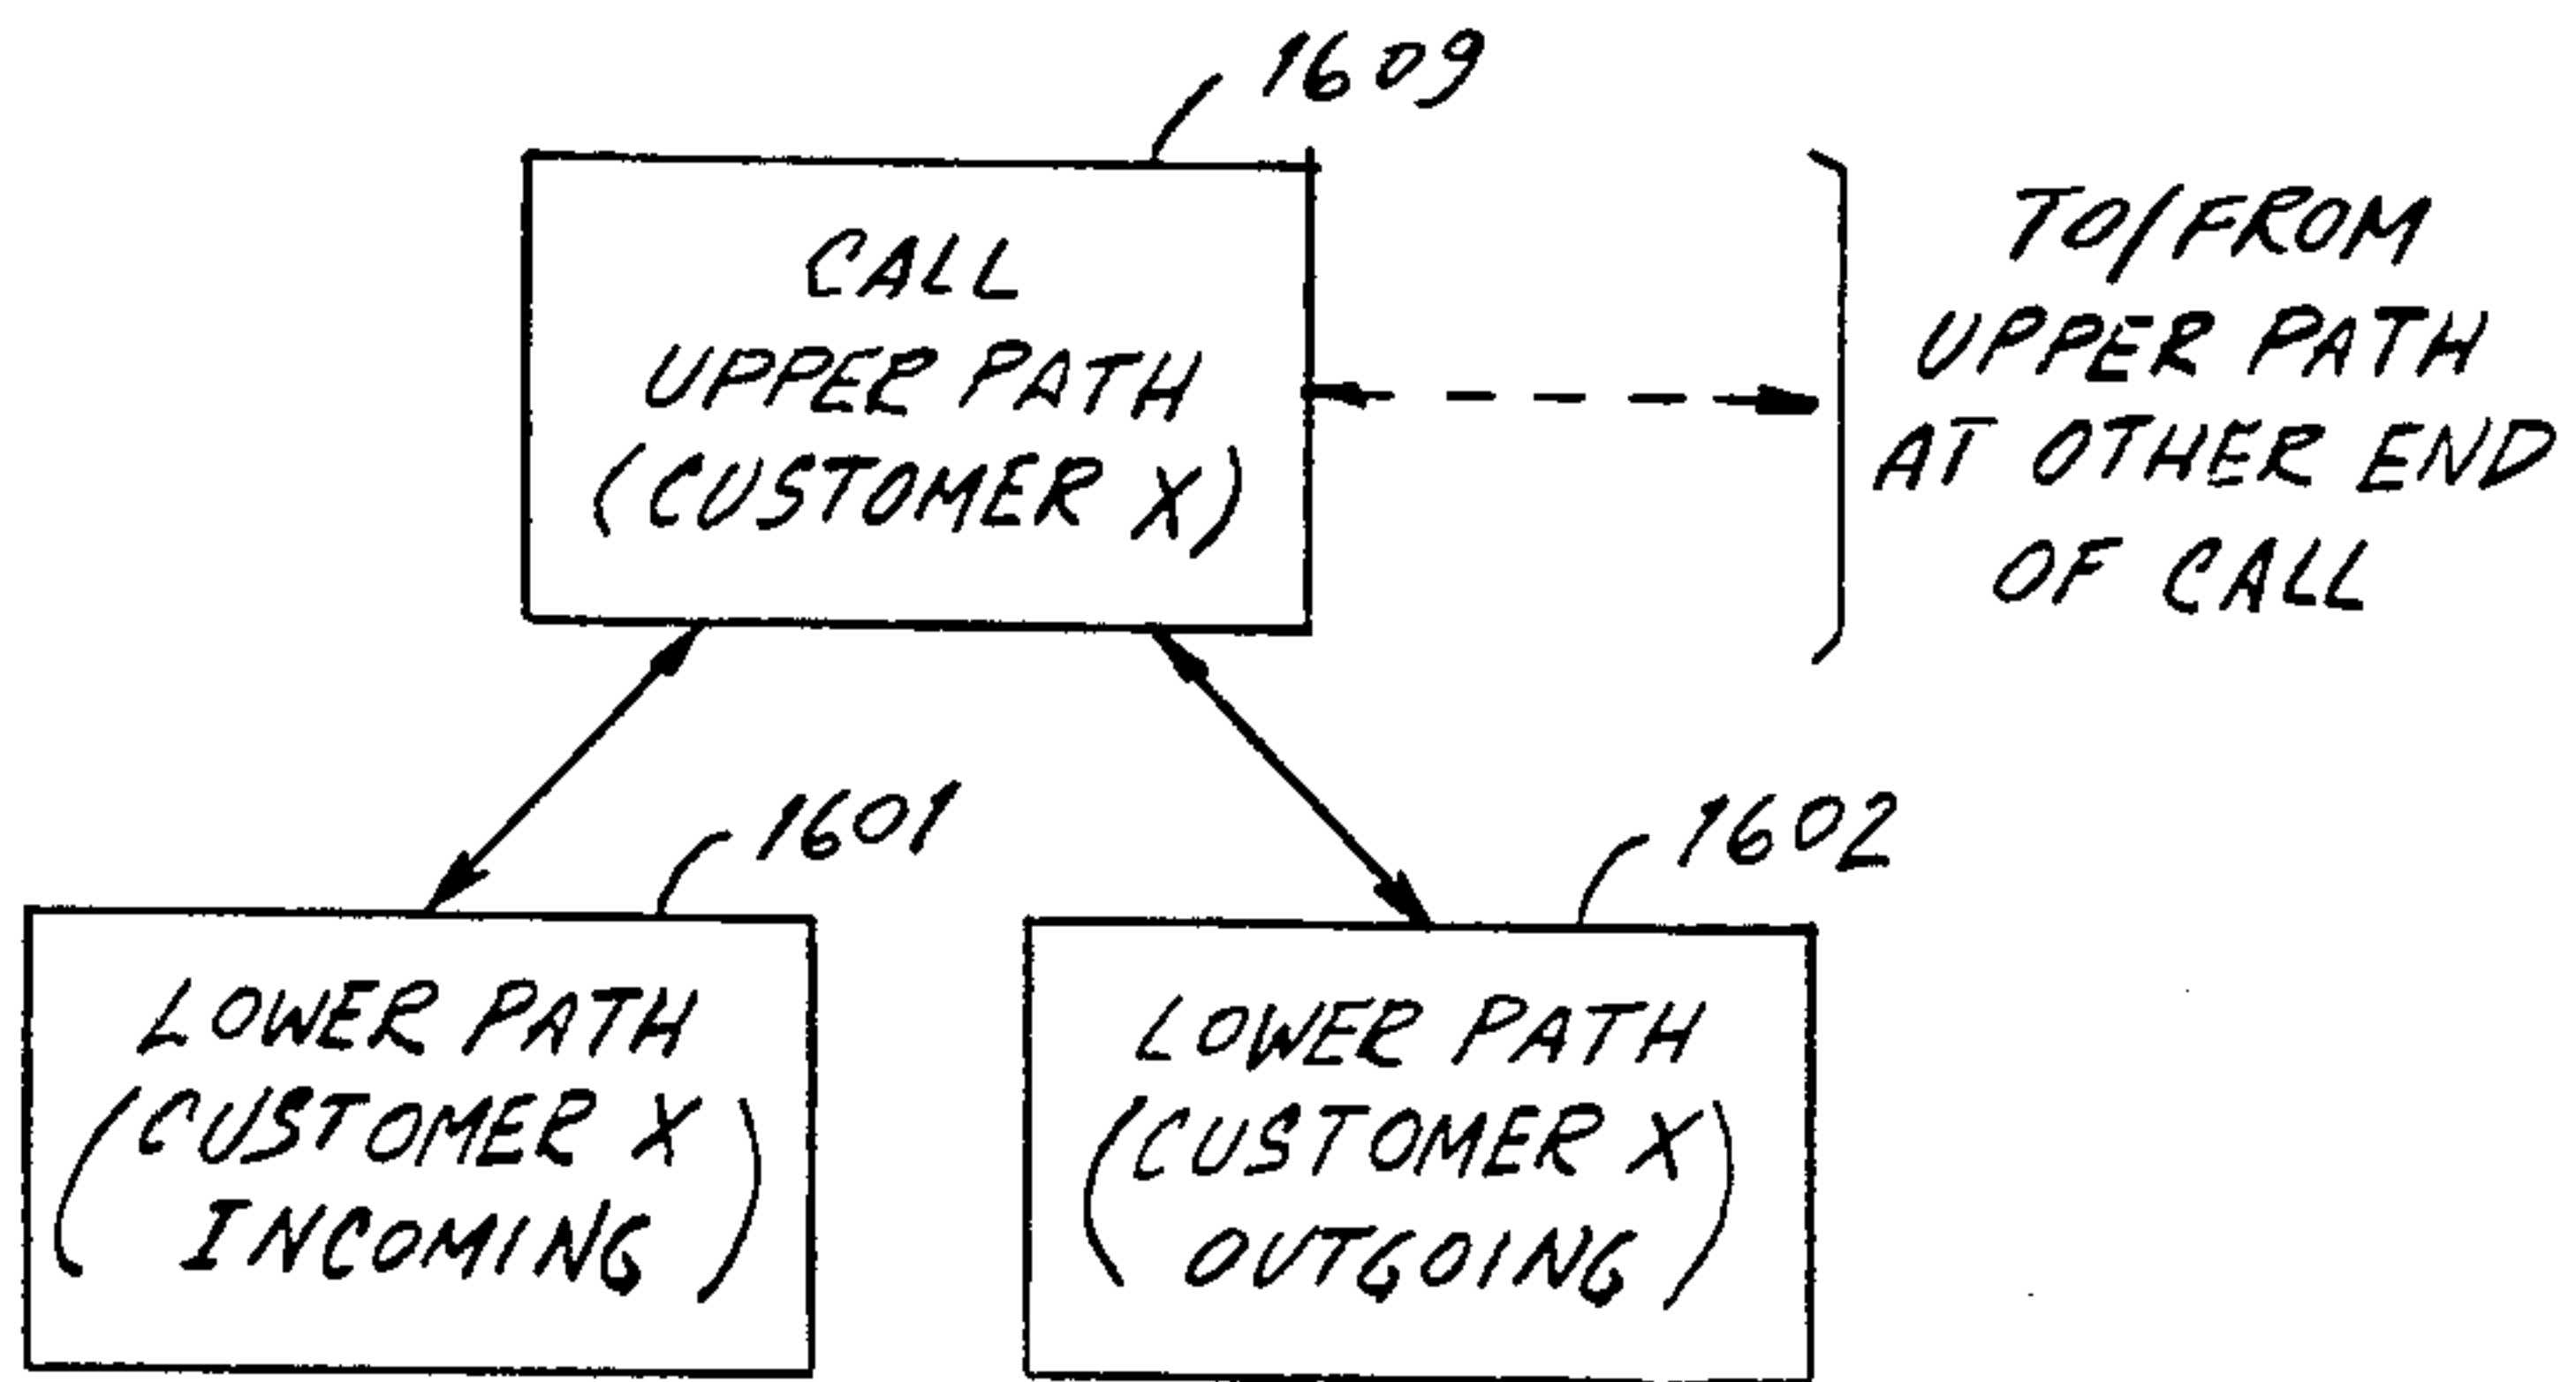 1609
CALL
UPPER PATH
(CUSTOMER X)
TO/FROM
UPPER PATH
AT OTHER END
OF CALL
1601
LOWER PATH
(CUSTOMER X
INCOMING)
1602
LOWER PATH
(CUSTOMER X
OUTGOING)